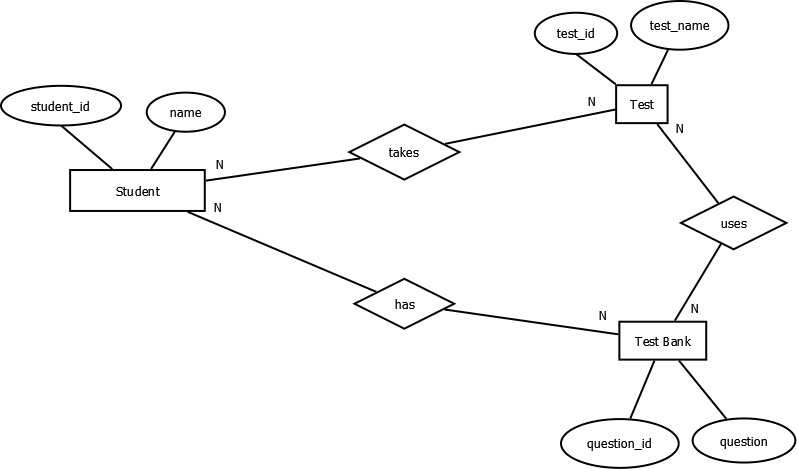 test_id
test_name
student_id
name
N
Test
N
takes
N
Student
N
uses
has
N
N
Test Bank
question_id
question